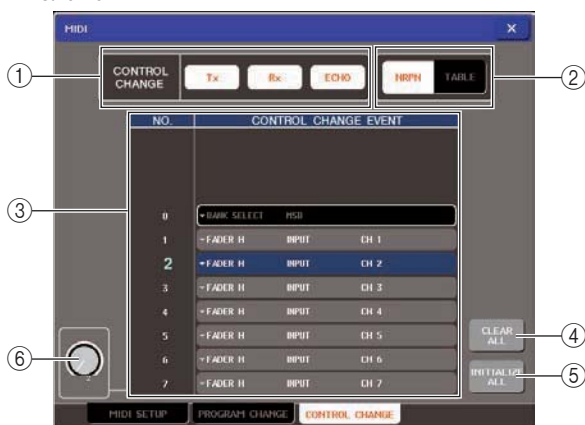 MIDI ×
① CONTROL CHANGE Tx Rx ECHO NRPN TABLE ②
③ NO. CONTROL CHANGE EVENT
0 BANK SELECT MSB
1 FADER H INPUT CH 1
2 FADER H INPUT CH 2
3 FADER H INPUT CH 3
4 FADER H INPUT CH 4
5 FADER H INPUT CH 5
6 FADER H INPUT CH 6
7 FADER H INPUT CH 7
CLEAR ALL ④
INITIALIZE ALL ⑤
⑥ 2
MIDI SETUP PROGRAM CHANGE CONTROL CHANGE